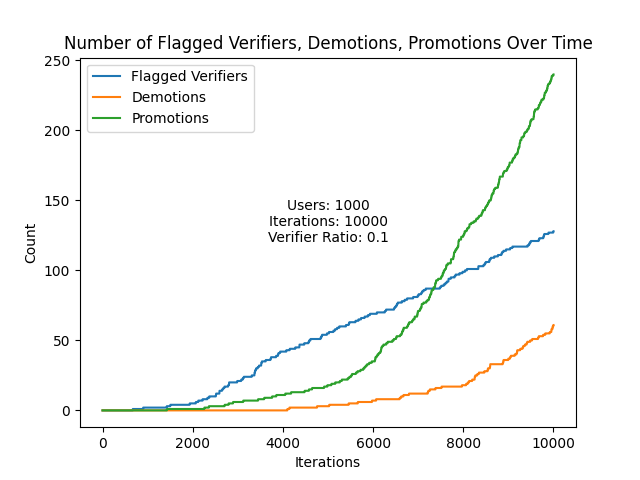 Number of Flagged Verifiers, Demotions, Promotions Over Time
250
Flagged Verifiers
Demotions
Promotions
200
150
Users: 1000
Iterations: 10000
Verifier Ratio: 0.1
Count
100
50
0
0 2000 4000 6000 8000 10000
Iterations